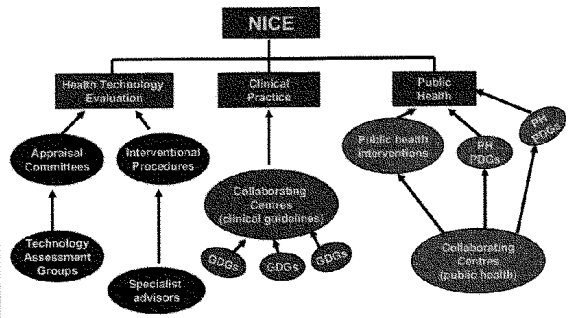 NICE
Health Technology
Evaluation
Clinical
Practice
Public
Health
Appraisal
Committees
Interventional
Procedures
Public health
interventions
PH
PDGs
PH
PDGs
Collaborating
Centres
(clinical guidelines)
Technology
Assessment
Groups
GDGs
GDGs
GDGs
Collaborating
Centres
(public health)
Specialist
advisors